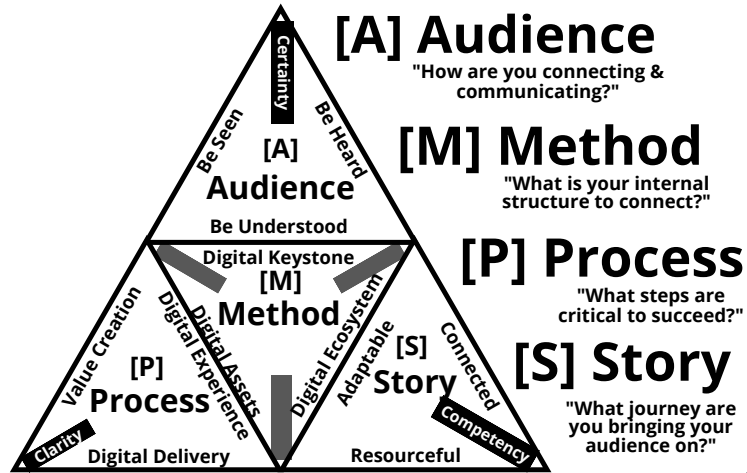 Certainty
Be Seen
Be Heard
[A]
Audience
Be Understood
Digital Keystone
[M]
Method
Digital Assets
Digital Ecosystem
Value Creation
Digital Experience
[P]
Process
Clarity
Digital Delivery
Adaptable
Connected
[S]
Story
Competency
Resourceful
[A] Audience
"How are you connecting &
communicating?"
[M] Method
"What is your internal
structure to connect?"
[P] Process
"What steps are
critical to succeed?"
[S] Story
"What journey are
you bringing your
audience on?"